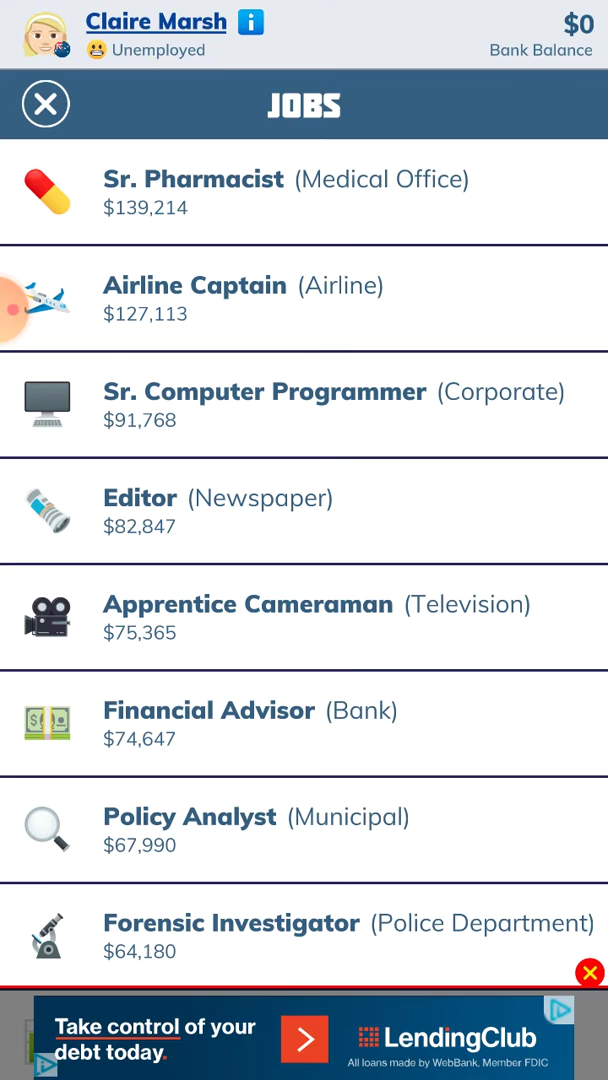 Claire Marsh i $0
Unemployed Bank Balance
JOBS
Sr. Pharmacist (Medical Office)
$139,214
Airline Captain (Airline)
$127,113
Sr. Computer Programmer (Corporate)
$91,768
Editor (Newspaper)
$82,847
Apprentice Cameraman (Television)
$75,365
Financial Advisor (Bank)
$74,647
Policy Analyst (Municipal)
$67,990
Forensic Investigator (Police Department)
$64,180
Take control of your
debt today.
LendingClub
All loans made by WebBank, Member FDIC